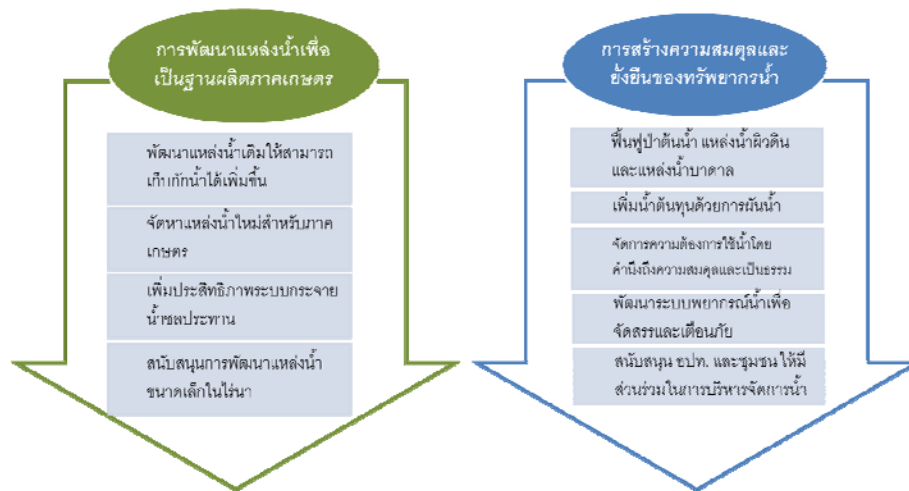 การพัฒนาแหล่งน้ำเพื่อ
เป็นฐานผลิตภาคเกษตร
พัฒนาแหล่งน้ำเดิมให้สามารถ
เก็บกักน้ำได้เพิ่มขึ้น
จัดหาแหล่งน้ำใหม่สำหรับภาค
เกษตร
เพิ่มประสิทธิภาพระบบกระจาย
น้ำชลประทาน
สนับสนุนการพัฒนาแหล่งน้ำ
ขนาดเล็กในไร่นา
การสร้างความสมดุลและ
ยั่งยืนของทรัพยากรน้ำ
ฟื้นฟูป่าต้นน้ำ แหล่งน้ำผิวดิน
และแหล่งน้ำบาดาล
เพิ่มน้ำต้นทุนด้วยการผันน้ำ
จัดการความต้องการใช้น้ำโดย
คำนึงถึงความสมดุลและเป็นธรรม
พัฒนาระบบพยากรณ์น้ำเพื่อ
จัดสรรและเตือนภัย
สนับสนุน อปท. และชุมชน ให้มี
ส่วนร่วมในการบริหารจัดการน้ำ